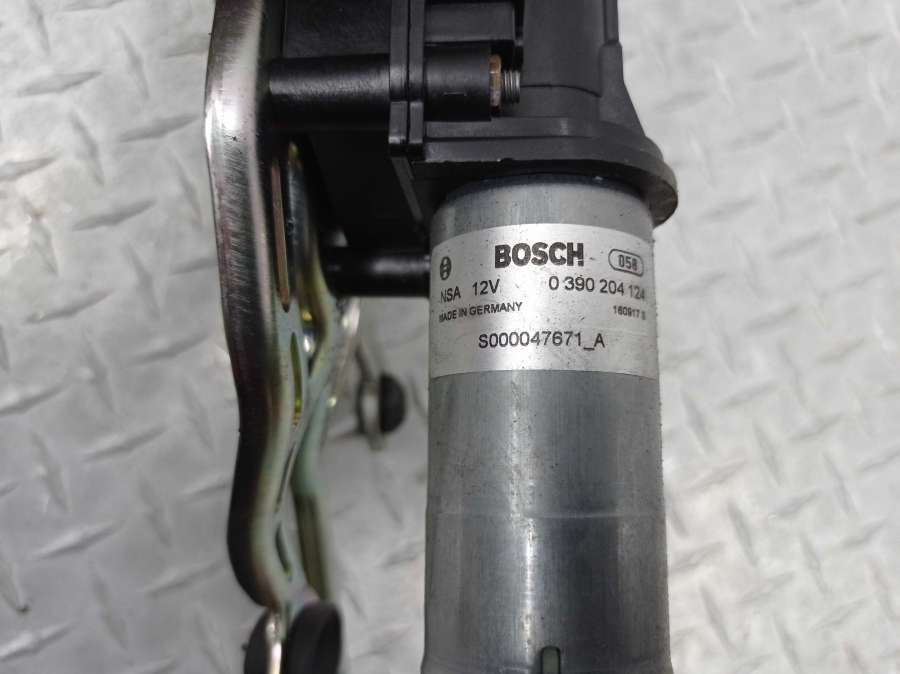 BOSCH 058
NSA 12V 0 390 204 124
MADE IN GERMANY 160917 S
S000047671_A